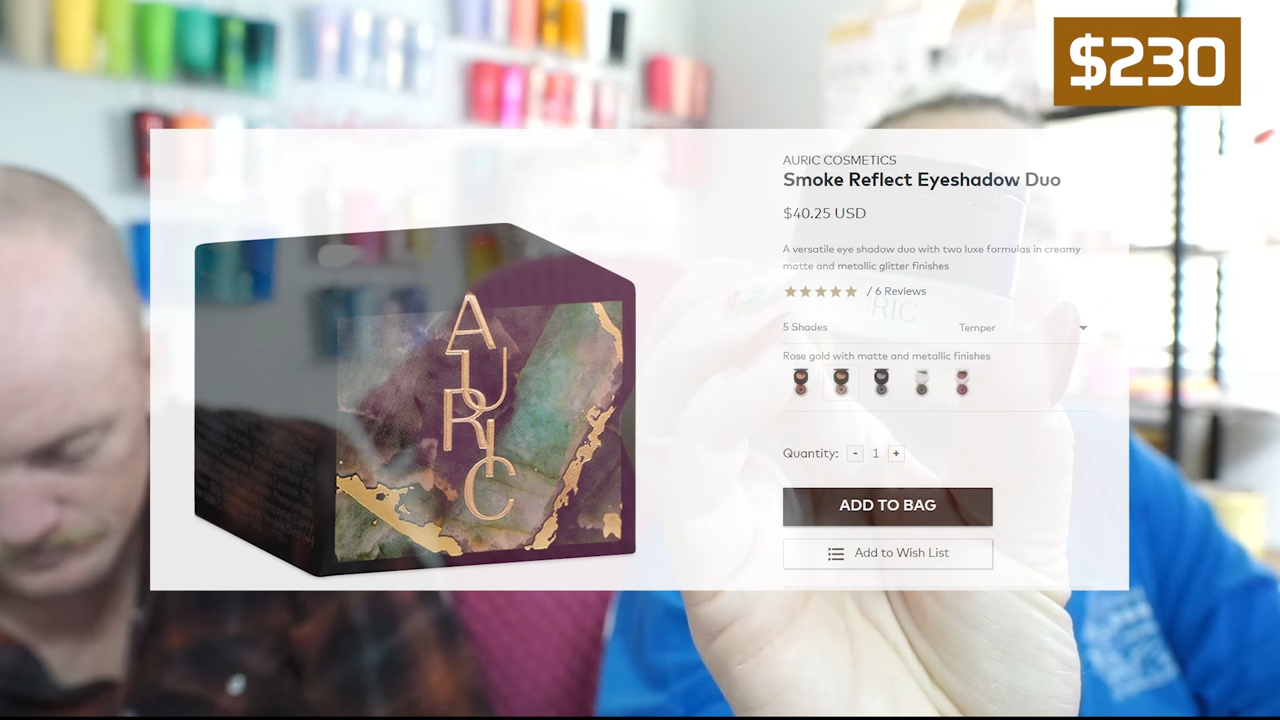 $230
AURIC COSMETICS
Smoke Reflect Eyeshadow Duo
$40.25 USD
A versatile eye shadow duo with two luxe formulas in creamy
matte and metallic glitter finishes
/ 6 Reviews
RIC
5 Shades Temper
Rose gold with matte and metallic finishes
Quantity: - 1 +
ADD TO BAG
Add to Wish List
AURIC